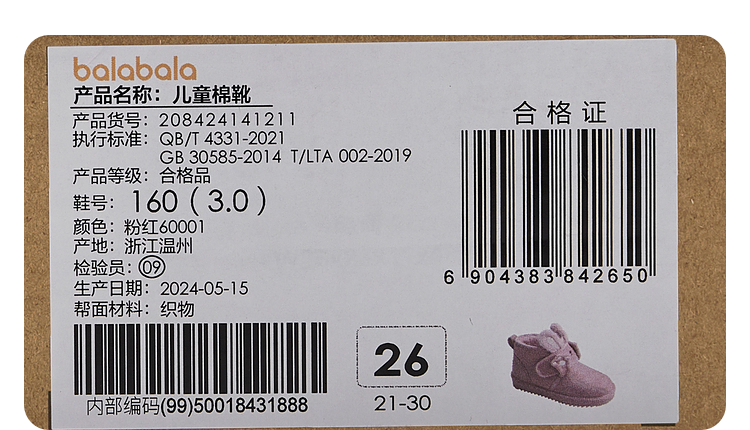 balabala
产品名称：儿童棉靴
产品货号：208424141211
执行标准：QB/T 4331-2021
GB 30585-2014 T/LTA 002-2019
产品等级：合格品
鞋号：160（3.0）
颜色：粉红60001
产地：浙江温州
检验员：09
生产日期：2024-05-15
帮面材料：织物
内部编码(99)50018431888
合格证
6 904383 842650
26
21-30